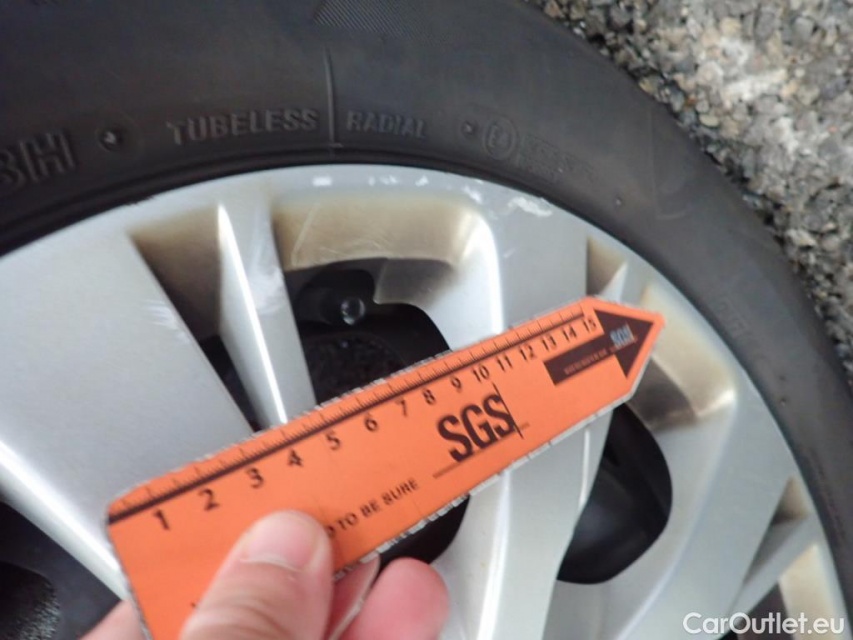 3H TUBELESS RADIAL
1 2 3 4 5 6 7 8 9 10 11 12 13 14 15
SGS
TO BE SURE
CarOutlet.eu